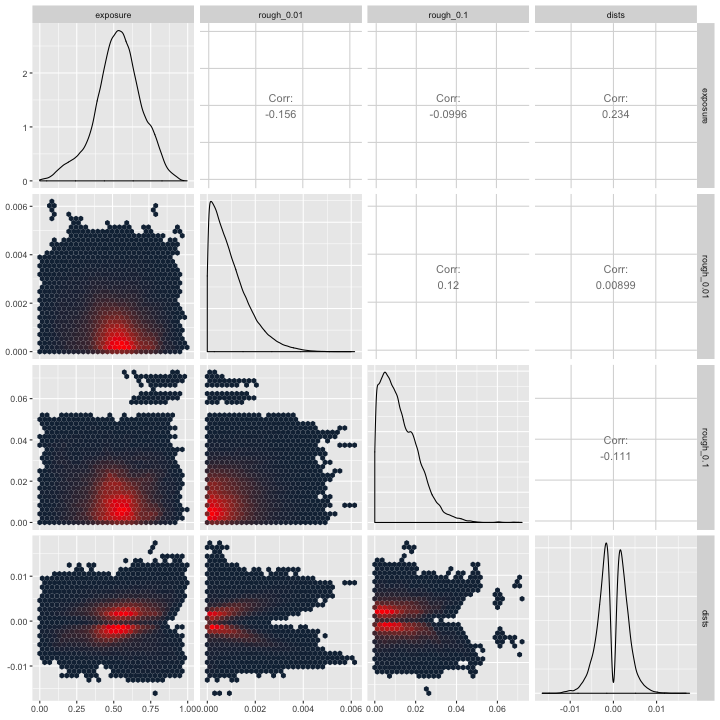 exposure rough_0.01 rough_0.1 dists
2
1
0
Corr:
-0.156
Corr:
-0.0996
Corr:
0.234
exposure
0.006
0.004
0.002
0.000
Corr:
0.12
Corr:
0.00899
rough_0.01
0.06
0.04
0.02
0.00
Corr:
-0.111
rough_0.1
0.01
0.00
-0.01
dists
0.00 0.25 0.50 0.75 1.00 0.000 0.002 0.004 0.006 0.00 0.02 0.04 0.06 -0.01 0.00 0.01